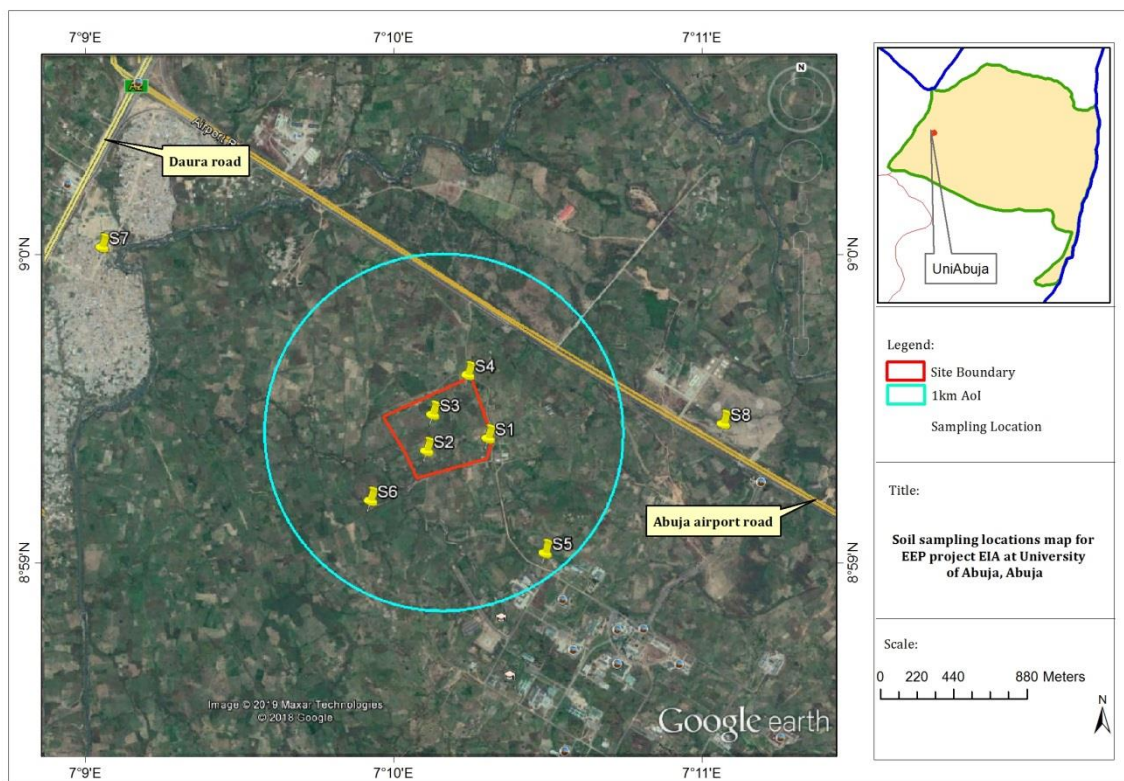 7°9'E
7°10'E
7°11'E
N
Airport
Daura road
S7
9°0'N
9°0'N
S4
S3
S1
S2
S8
S6
Abuja airport road
S5
8°59'N
8°59'N
Image © 2019 Maxar Technologies
© 2018 Google
Google earth
7°9'E
7°10'E
7°11'E
UniAbuja
Legend:
Site Boundary
1km AoI
Sampling Location
Title:
Soil sampling locations map for
EEP project EIA at University
of Abuja, Abuja
Scale:
0 220 440 880 Meters
N